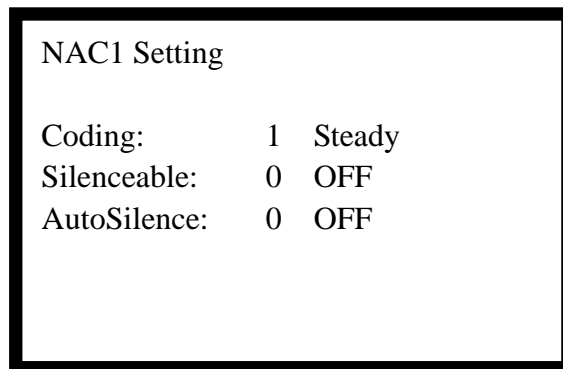 NAC1 Setting
Coding: 1 Steady
Silenceable: 0 OFF
AutoSilence: 0 OFF